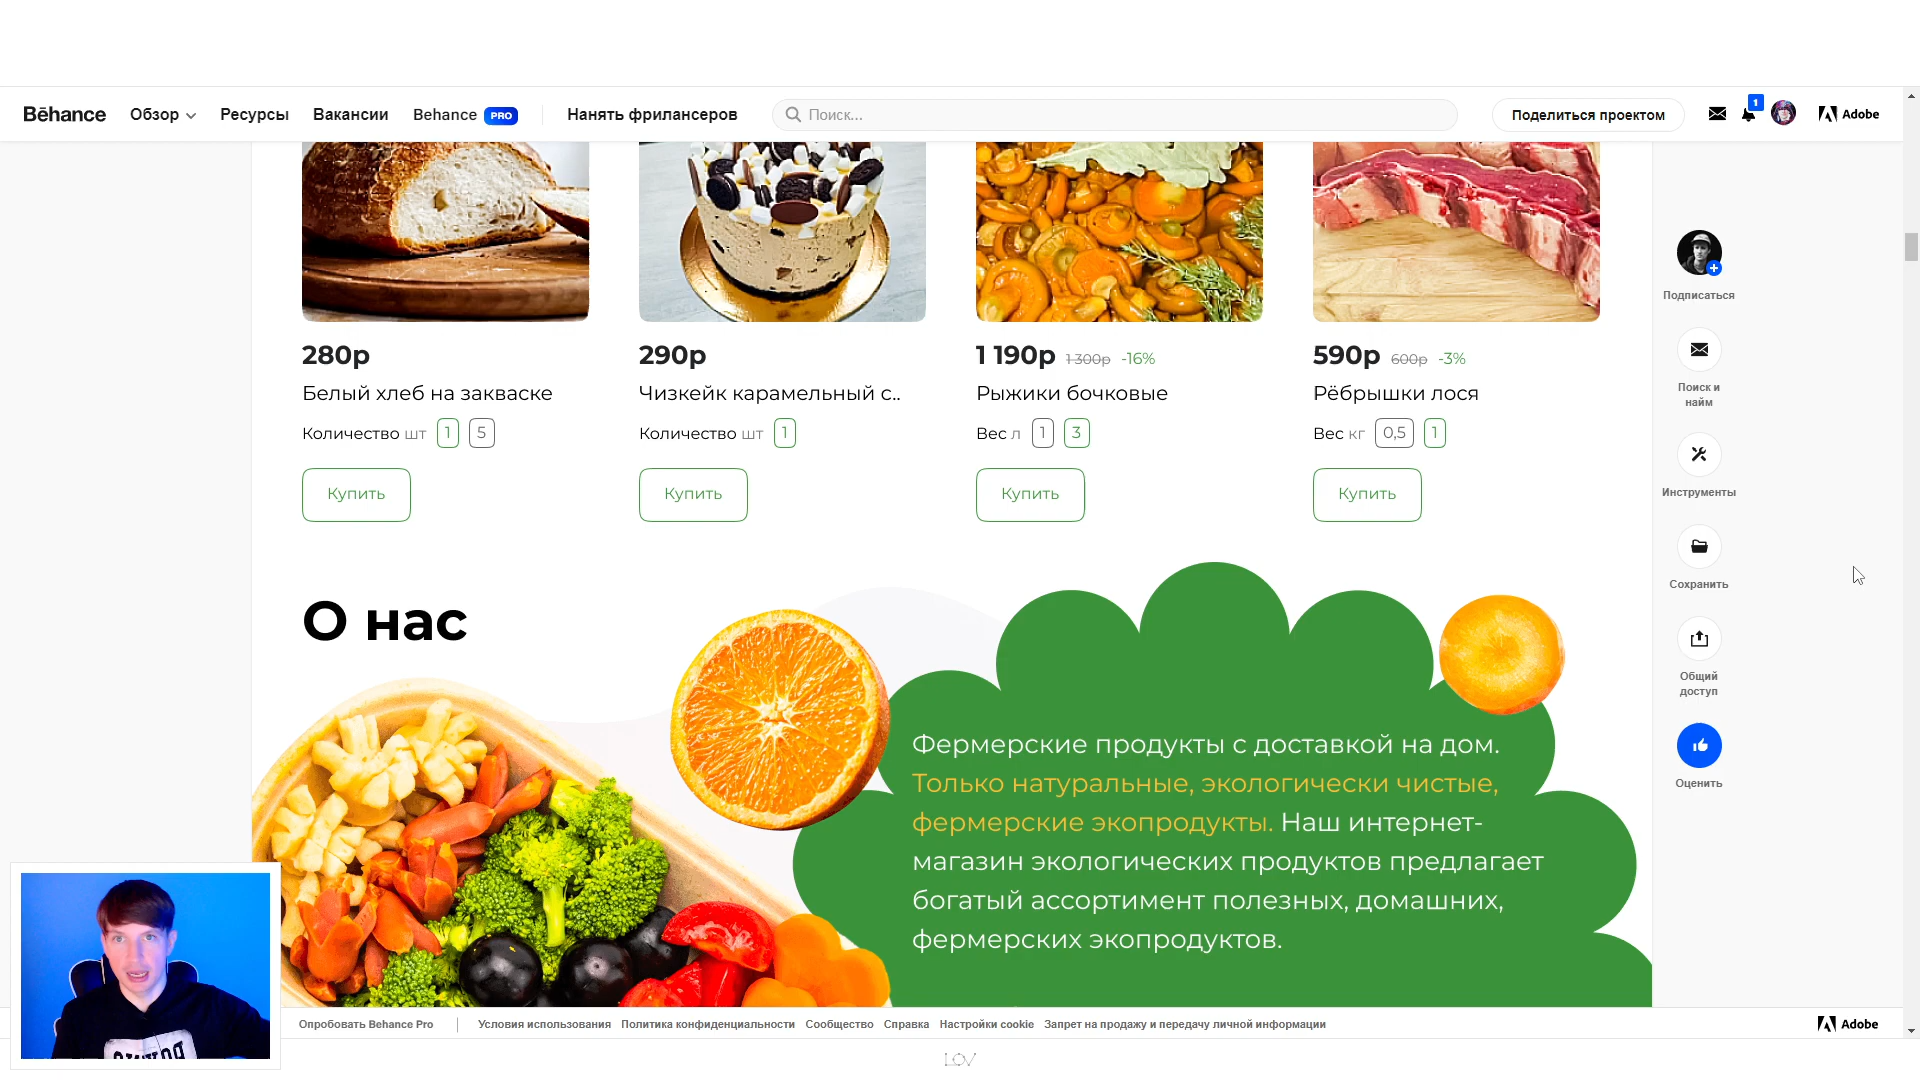 Bēhance Обзор Ресурсы Вакансии Behance PRO Нанять фрилансеров Поиск... Поделиться проектом 1 Adobe
280р 290р 1 190р 1 300р -16% 590р 600р -3%
Белый хлеб на закваске Чизкейк карамельный с.. Рыжики бочковые Рёбрышки лося
Количество шт 1 5 Количество шт 1 Вес л 1 3 Вес кг 0,5 1
Купить Купить Купить Купить
Подписаться
Поиск и
найм
Инструменты
Сохранить
Общий
доступ
Оценить
О нас
Фермерские продукты с доставкой на дом.
Только натуральные, экологически чистые,
фермерские экопродукты. Наш интернет-
магазин экологических продуктов предлагает
богатый ассортимент полезных, домашних,
фермерских экопродуктов.
Опробовать Behance Pro Условия использования Политика конфиденциальности Сообщество Справка Настройки cookie Запрет на продажу и передачу личной информации Adobe
LOV